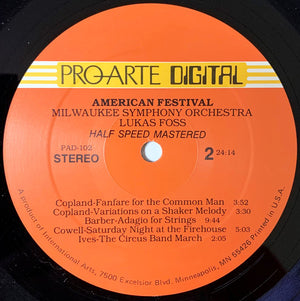 PRO ARTE DIGITAL
AMERICAN FESTIVAL
MILWAUKEE SYMPHONY ORCHESTRA
LUKAS FOSS
HALF SPEED MASTERED
PAD-102
STEREO
2 24:14
Copland-Fanfare for the Common Man 3:52
Copland-Variations on a Shaker Melody
Barber-Adagio for Strings 9:44
Cowell-Saturday Night at the Firehouse 5:03
Ives-The Circus Band March 2:05
A product of International Arts, 7500 Excelsior Blvd. Minneapolis, MN 55426 Printed in U.S.A.